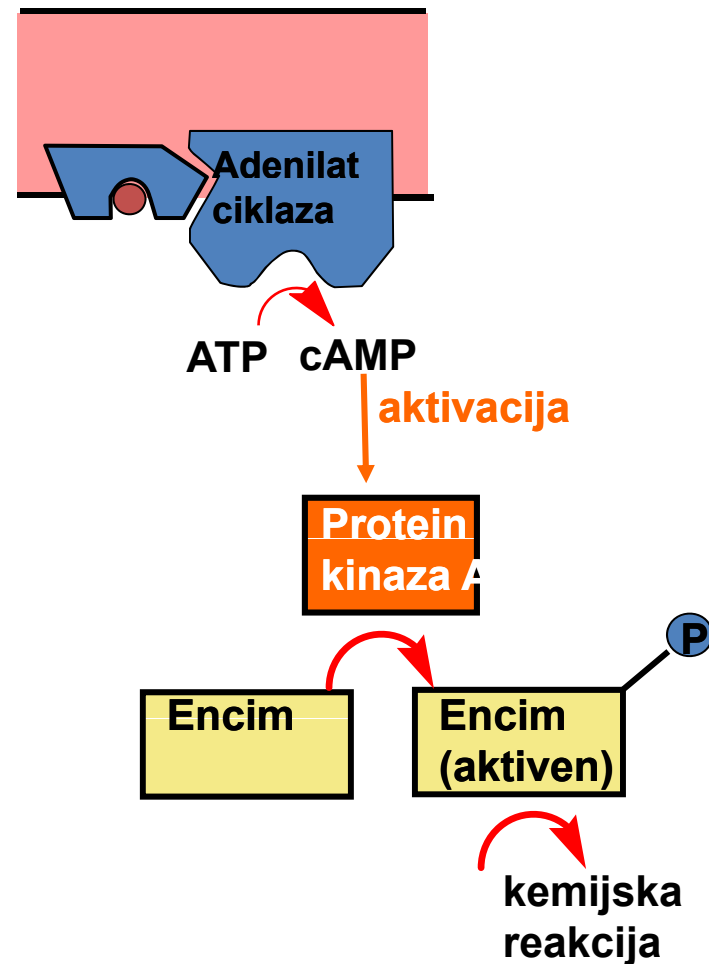 Adenilat
ciklaza
ATP cAMP
aktivacija
Protein
kinaza A
P
Encim
Encim
(aktiven)
kemijska
reakcija